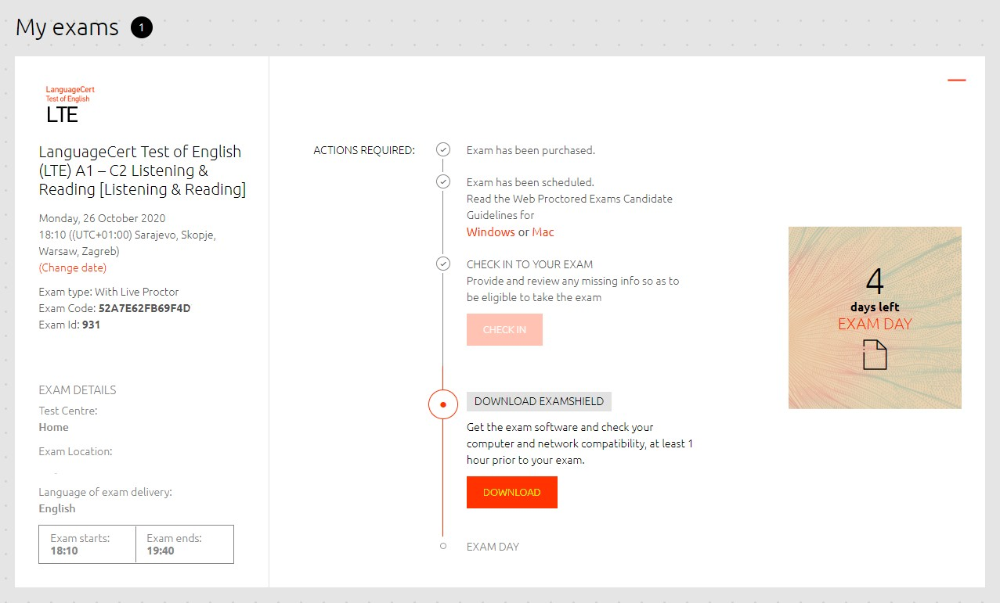 My exams 1
LanguageCert
Test of English
LTE
LanguageCert Test of English
(LTE) A1 – C2 Listening &
Reading [Listening & Reading]
Monday, 26 October 2020
18:10 ((UTC+01:00) Sarajevo, Skopje,
Warsaw, Zagreb)
(Change date)
Exam type: With Live Proctor
Exam Code: 52A7E62FB69F4D
Exam Id: 931
EXAM DETAILS
Test Centre:
Home
Exam Location:
-
Language of exam delivery:
English
Exam starts:
18:10
Exam ends:
19:40
ACTIONS REQUIRED:
Exam has been purchased.
Exam has been scheduled.
Read the Web Proctored Exams Candidate
Guidelines for
Windows or Mac
CHECK IN TO YOUR EXAM
Provide and review any missing info so as to
be eligible to take the exam
CHECK IN
DOWNLOAD EXAMSHIELD
Get the exam software and check your
computer and network compatibility, at least 1
hour prior to your exam.
DOWNLOAD
EXAM DAY
4
days left
EXAM DAY